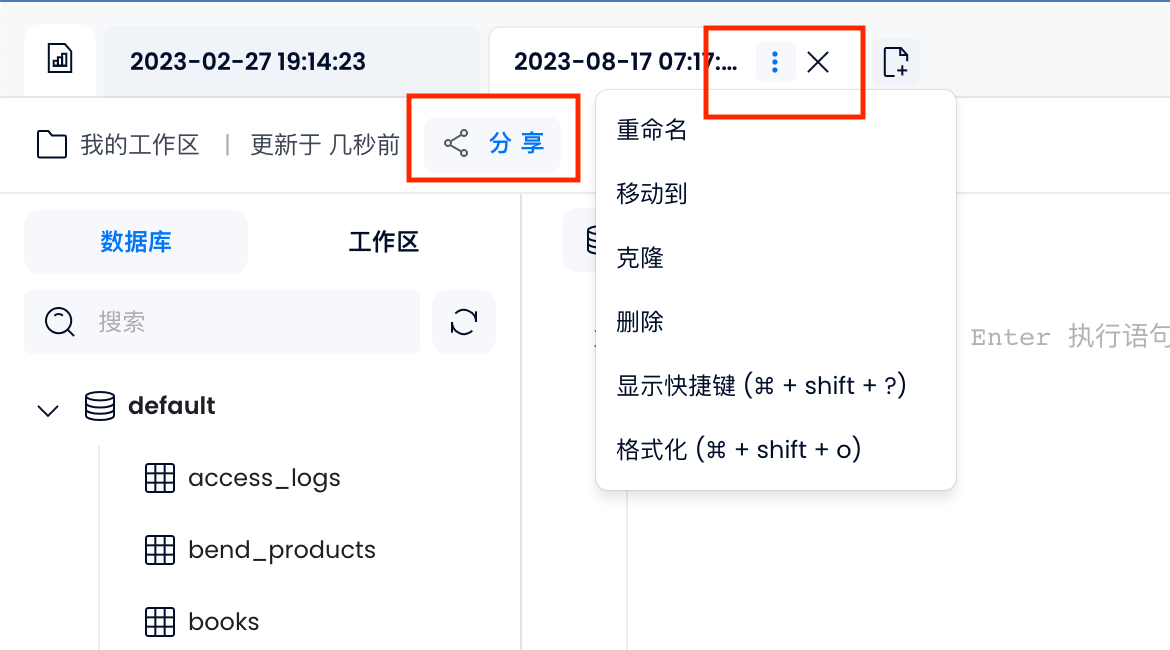 2023-02-27 19:14:23
2023-08-17 07:17:...
我的工作区 | 更新于 几秒前
分 享
重命名
移动到
克隆
删除
显示快捷键 (⌘ + shift + ?)
格式化 (⌘ + shift + o)
数据库
工作区
搜索
Enter 执行语句
default
access_logs
bend_products
books